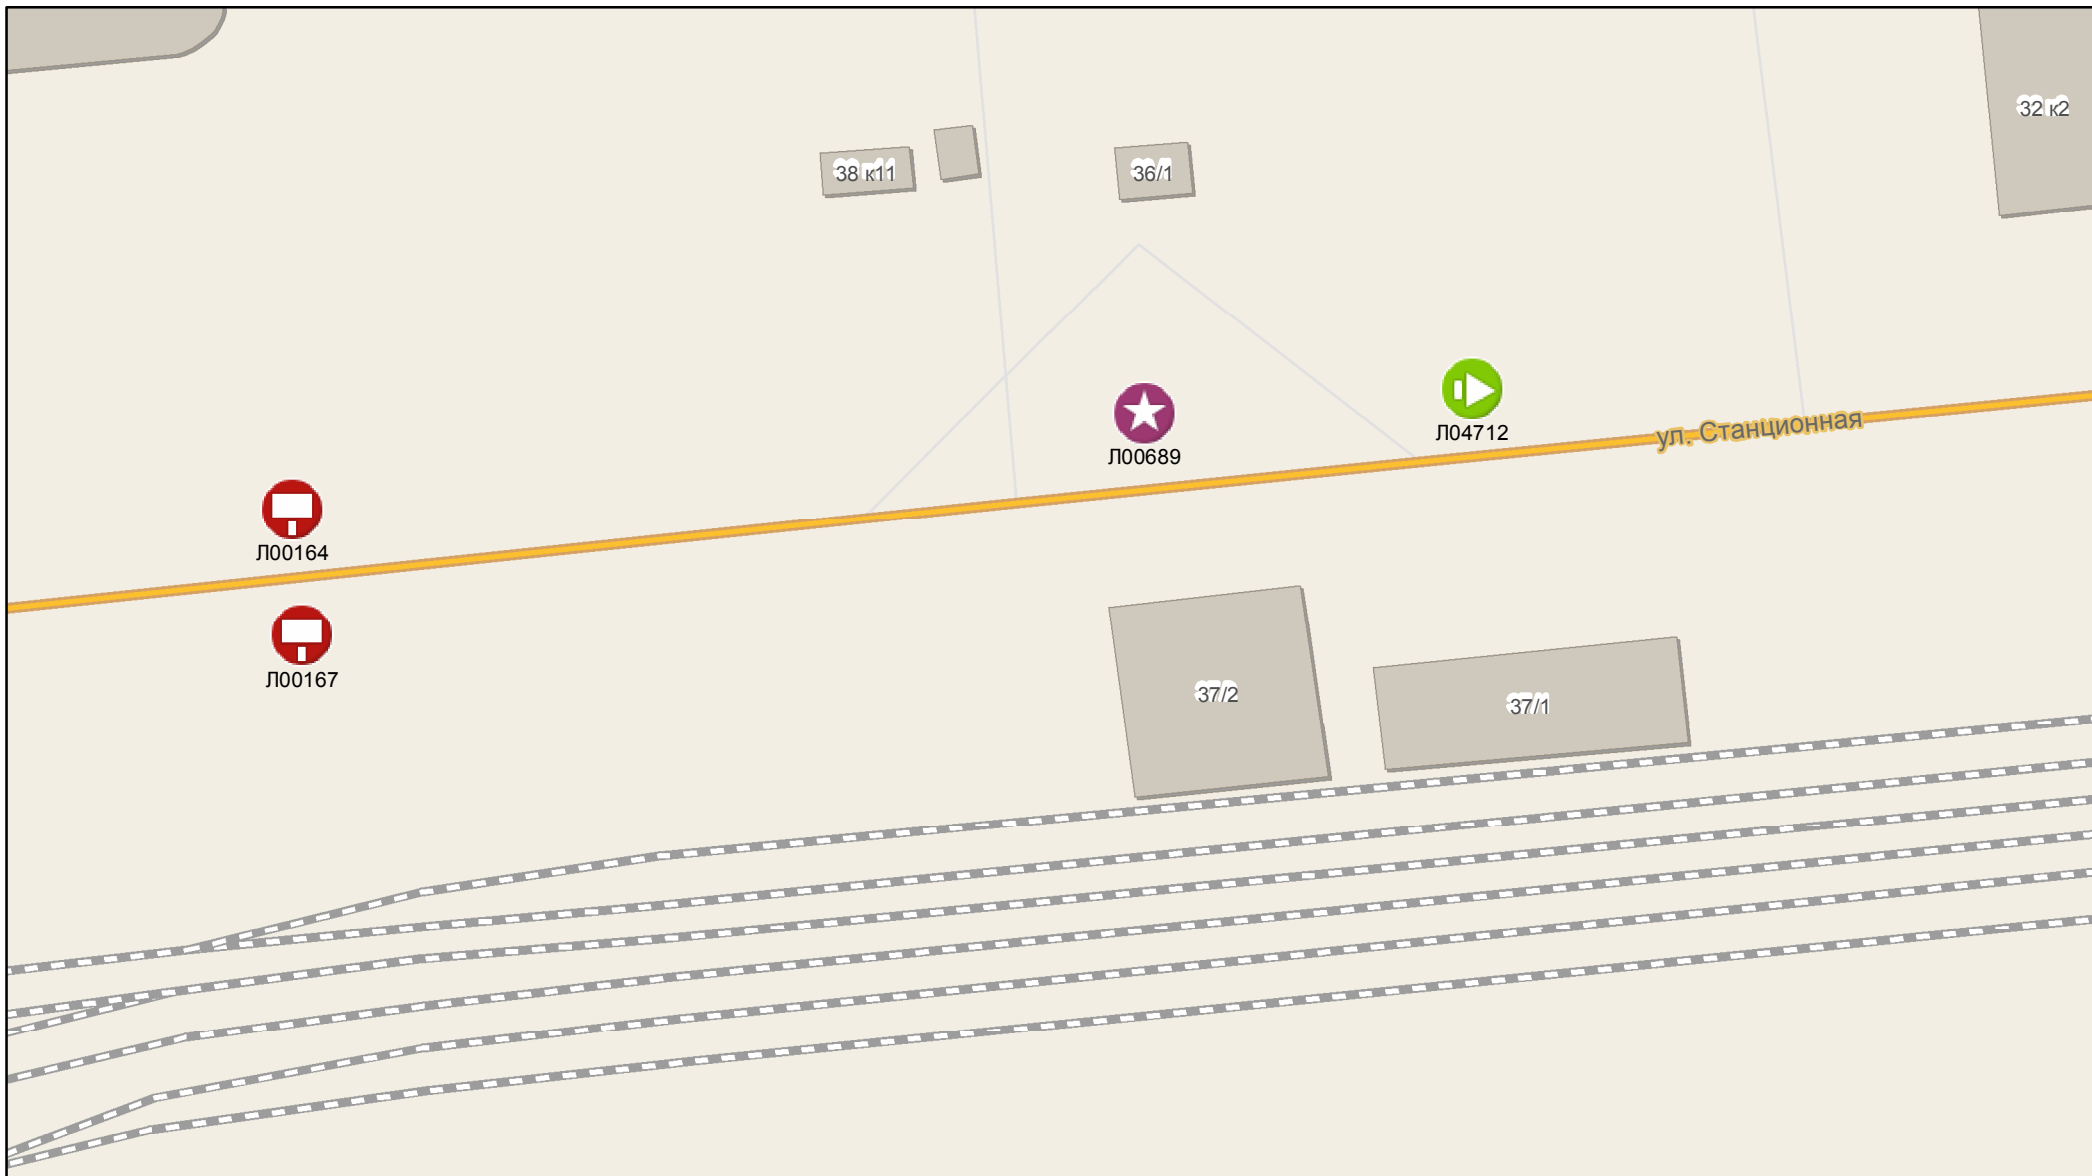 32 к2
38 к11
36/1
Л04712
ул. Станционная
Л00689
Л00164
Л00167
37/2
37/1